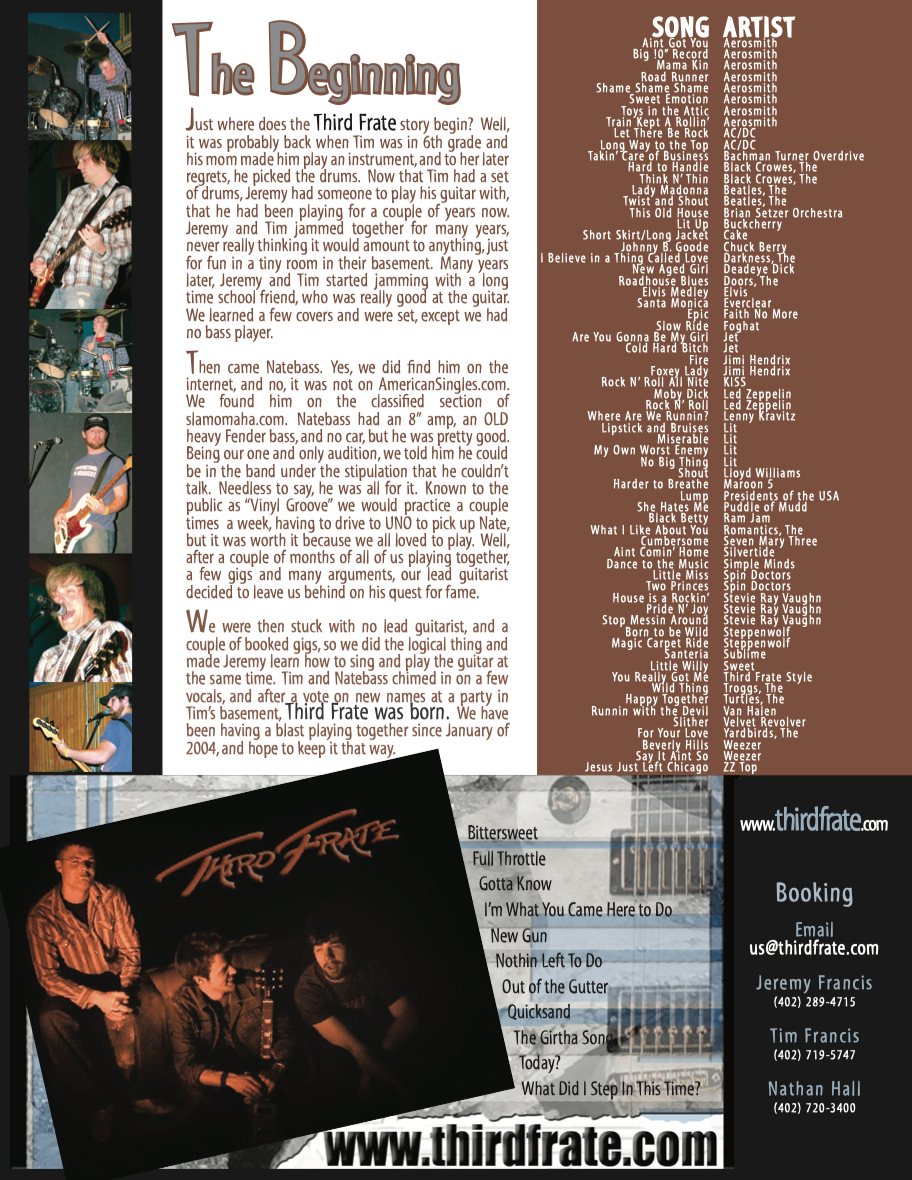 The Beginning
Just where does the Third Frate story begin?  Well,
it was probably back when Tim was in 6th grade and
his mom made him play an instrument, and to her later
regrets, he picked the drums.  Now that Tim had a set
of drums, Jeremy had someone to play his guitar with,
that he had been playing for a couple of years now.
Jeremy and Tim jammed together for many years,
never really thinking it would amount to anything, just
for fun in a tiny room in their basement.  Many years
later, Jeremy and Tim started jamming with a long
time school friend, who was really good at the guitar.
We learned a few covers and were set, except we had
no bass player.
Then came Natebass.  Yes, we did find him on the
internet, and no, it was not on AmericanSingles.com.
We found him on the classified section of
slamomaha.com.  Natebass had an 8” amp, an OLD
heavy Fender bass, and no car, but he was pretty good.
Being our one and only audition, we told him he could
be in the band under the stipulation that he couldn’t
talk.  Needless to say, he was all for it.  Known to the
public as “Vinyl Groove” we would practice a couple
times  a week, having to drive to UNO to pick up Nate,
but it was worth it because we all loved to play.  Well,
after a couple of months of all of us playing together,
a few gigs and many arguments, our lead guitarist
decided to leave us behind on his quest for fame.
We were then stuck with no lead guitarist, and a
couple of booked gigs, so we did the logical thing and
made Jeremy learn how to sing and play the guitar at
the same time.  Tim and Natebass chimed in on a few
vocals, and after a vote on new names at a party in
Tim’s basement, Third Frate was born.  We have
been having a blast playing together since January of
2004, and hope to keep it that way.
SONG ARTIST
Aint Got You Aerosmith
Big !0” Record Aerosmith
Mama Kin Aerosmith
Road Runner Aerosmith
Shame Shame Shame Aerosmith
Sweet Emotion Aerosmith
Toys in the Attic Aerosmith
Train Kept A Rollin’ Aerosmith
Let There Be Rock AC/DC
Long Way to the Top AC/DC
Takin’ Care of Business Bachman Turner Overdrive
Hard to Handle Black Crowes, The
Think N’ Thin Black Crowes, The
Lady Madonna Beatles, The
Twist and Shout Beatles, The
This Old House Brian Setzer Orchestra
Lit Up Buckcherry
Short Skirt/Long Jacket Cake
Johnny B. Goode Chuck Berry
I Believe in a Thing Called Love Darkness, The
New Aged Girl Deadeye Dick
Roadhouse Blues Doors, The
Elvis Medley Elvis
Santa Monica Everclear
Epic Faith No More
Slow Ride Foghat
Are You Gonna Be My Girl Jet
Cold Hard Bitch Jet
Fire Jimi Hendrix
Foxey Lady Jimi Hendrix
Rock N’ Roll All Nite KISS
Moby Dick Led Zeppelin
Rock N’ Roll Led Zeppelin
Where Are We Runnin? Lenny Kravitz
Lipstick and Bruises Lit
Miserable Lit
My Own Worst Enemy Lit
No Big Thing Lit
Shout Lloyd Williams
Harder to Breathe Maroon 5
Lump Presidents of the USA
She Hates Me Puddle of Mudd
Black Betty Ram Jam
What I Like About You Romantics, The
Cumbersome Seven Mary Three
Aint Comin’ Home Silvertide
Dance to the Music Simple Minds
Little Miss Spin Doctors
Two Princes Spin Doctors
House is a Rockin’ Stevie Ray Vaughn
Pride N’ Joy Stevie Ray Vaughn
Stop Messin Around Stevie Ray Vaughn
Born to be Wild Steppenwolf
Magic Carpet Ride Steppenwolf
Santeria Sublime
Little Willy Sweet
You Really Got Me Third Frate Style
Wild Thing Troggs, The
Happy Together Turtles, The
Runnin with the Devil Van Halen
Slither Velvet Revolver
For Your Love Yardbirds, The
Beverly Hills Weezer
Say It Aint So Weezer
Jesus Just Left Chicago ZZ Top
THIRD FRATE
Bittersweet
Full Throttle
Gotta Know
I’m What You Came Here to Do
New Gun
Nothin Left To Do
Out of the Gutter
Quicksand
The Girtha Song
Today?
What Did I Step In This Time?
www.thirdfrate.com
www.thirdfrate.com
Booking
Email
us@thirdfrate.com
Jeremy Francis
(402) 289-4715
Tim Francis
(402) 719-5747
Nathan Hall
(402) 720-3400